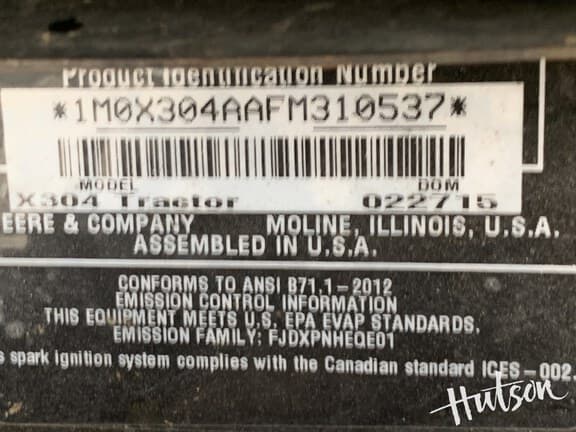 Product Identification Number
*1M0X304AAFM310537*
MODEL DOM
X304 Tractor 022715
EERE & COMPANY MOLINE, ILLINOIS, U.S.A.
ASSEMBLED IN U.S.A.
CONFORMS TO ANSI B71.1-2012
EMISSION CONTROL INFORMATION
THIS EQUIPMENT MEETS U.S. EPA EVAP STANDARDS.
EMISSION FAMILY: FJDXPNHEQE01
s spark ignition system complies with the Canadian standard ICES-002.
Hutson